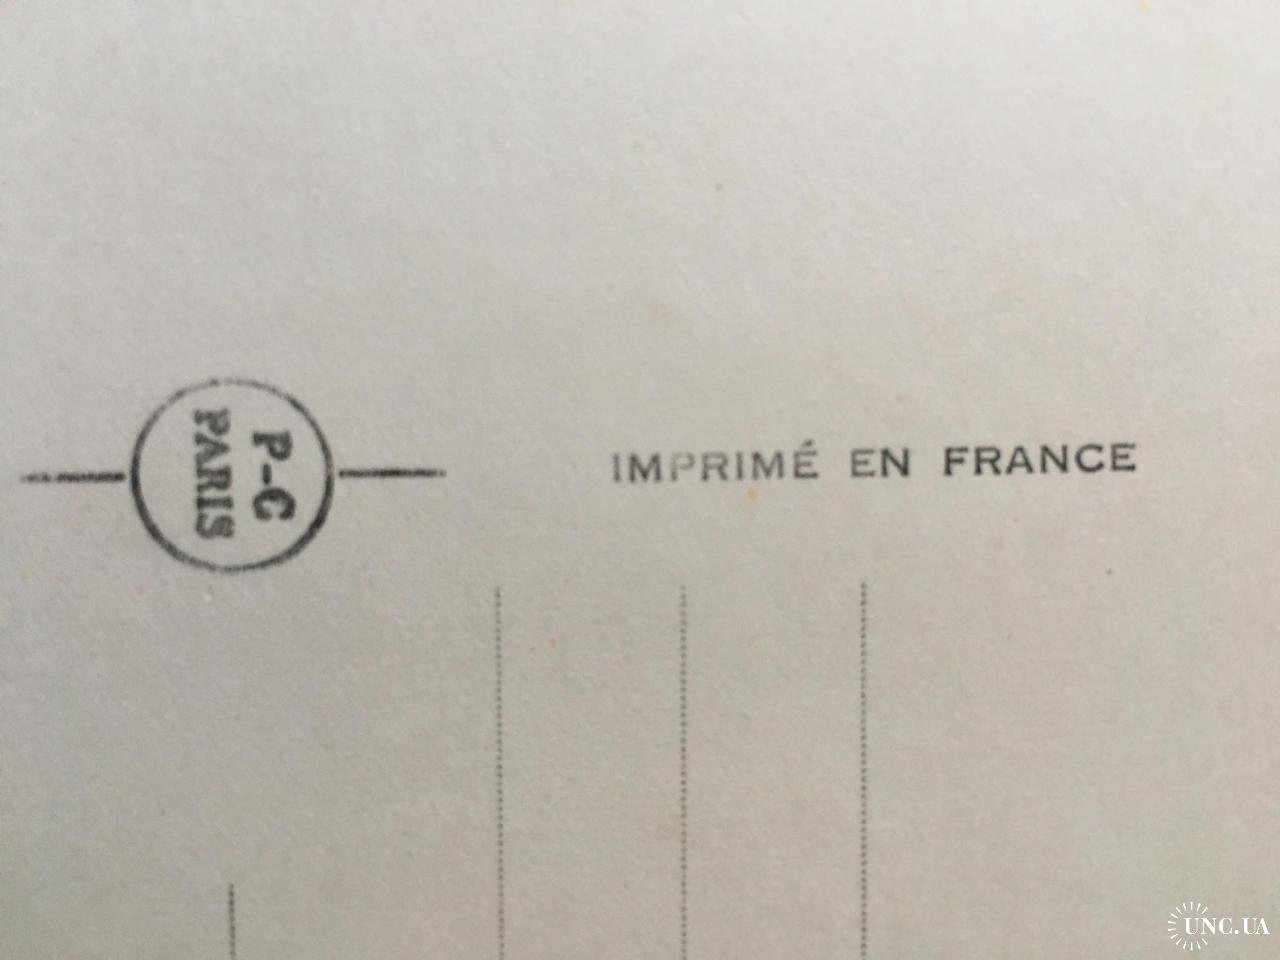 P-C
PARIS
IMPRIMÉ EN FRANCE
UNC.UA